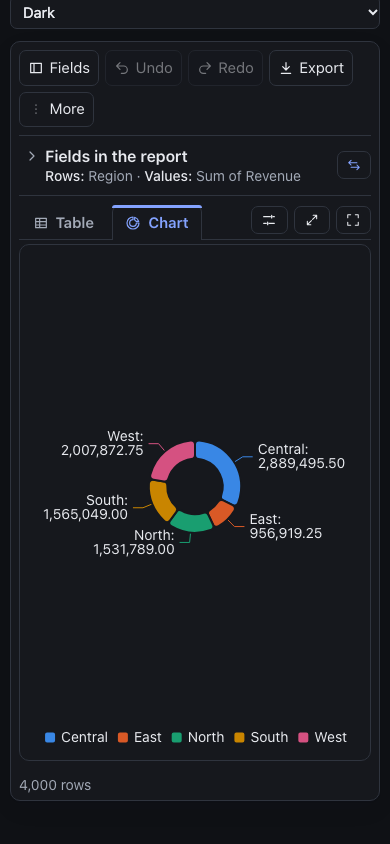 Dark
Fields
Undo
Redo
Export
More
Fields in the report
Rows: Region · Values: Sum of Revenue
Table
Chart
West:
2,007,872.75
Central:
2,889,495.50
South:
1,565,049.00
East:
956,919.25
North:
1,531,789.00
Central East North South West
4,000 rows